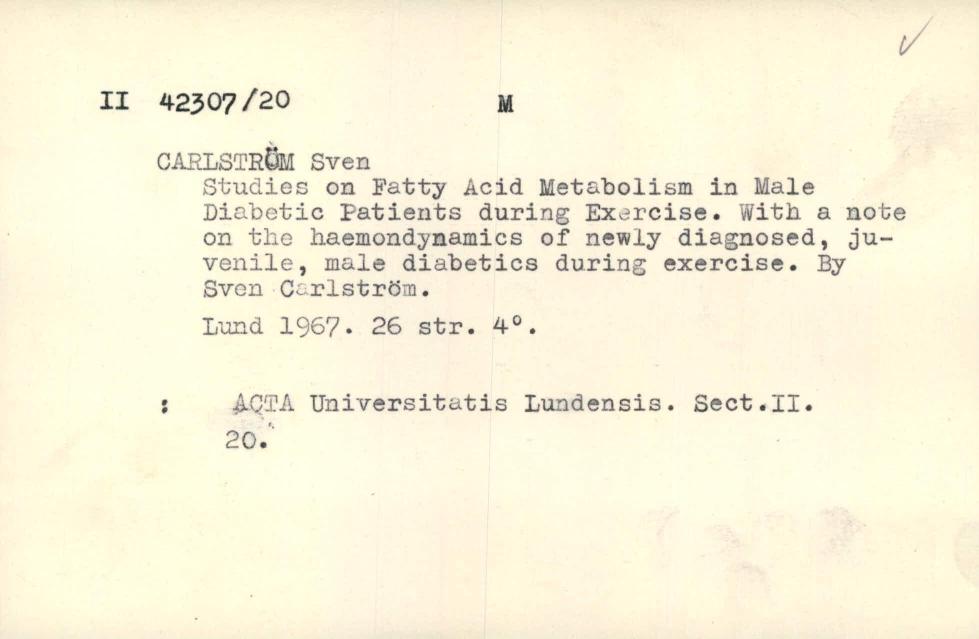 II 42307/20 M
CARLSTRÖM Sven
Studies on Fatty Acid Metabolism in Male
Diabetic Patients during Exercise. With a note
on the haemondynamics of newly diagnosed, ju-
venile, male diabetics during exercise. By
Sven Carlström.
Lund 1967. 26 str. 4°.
: ACTA Universitatis Lundensis. Sect.II.
20.